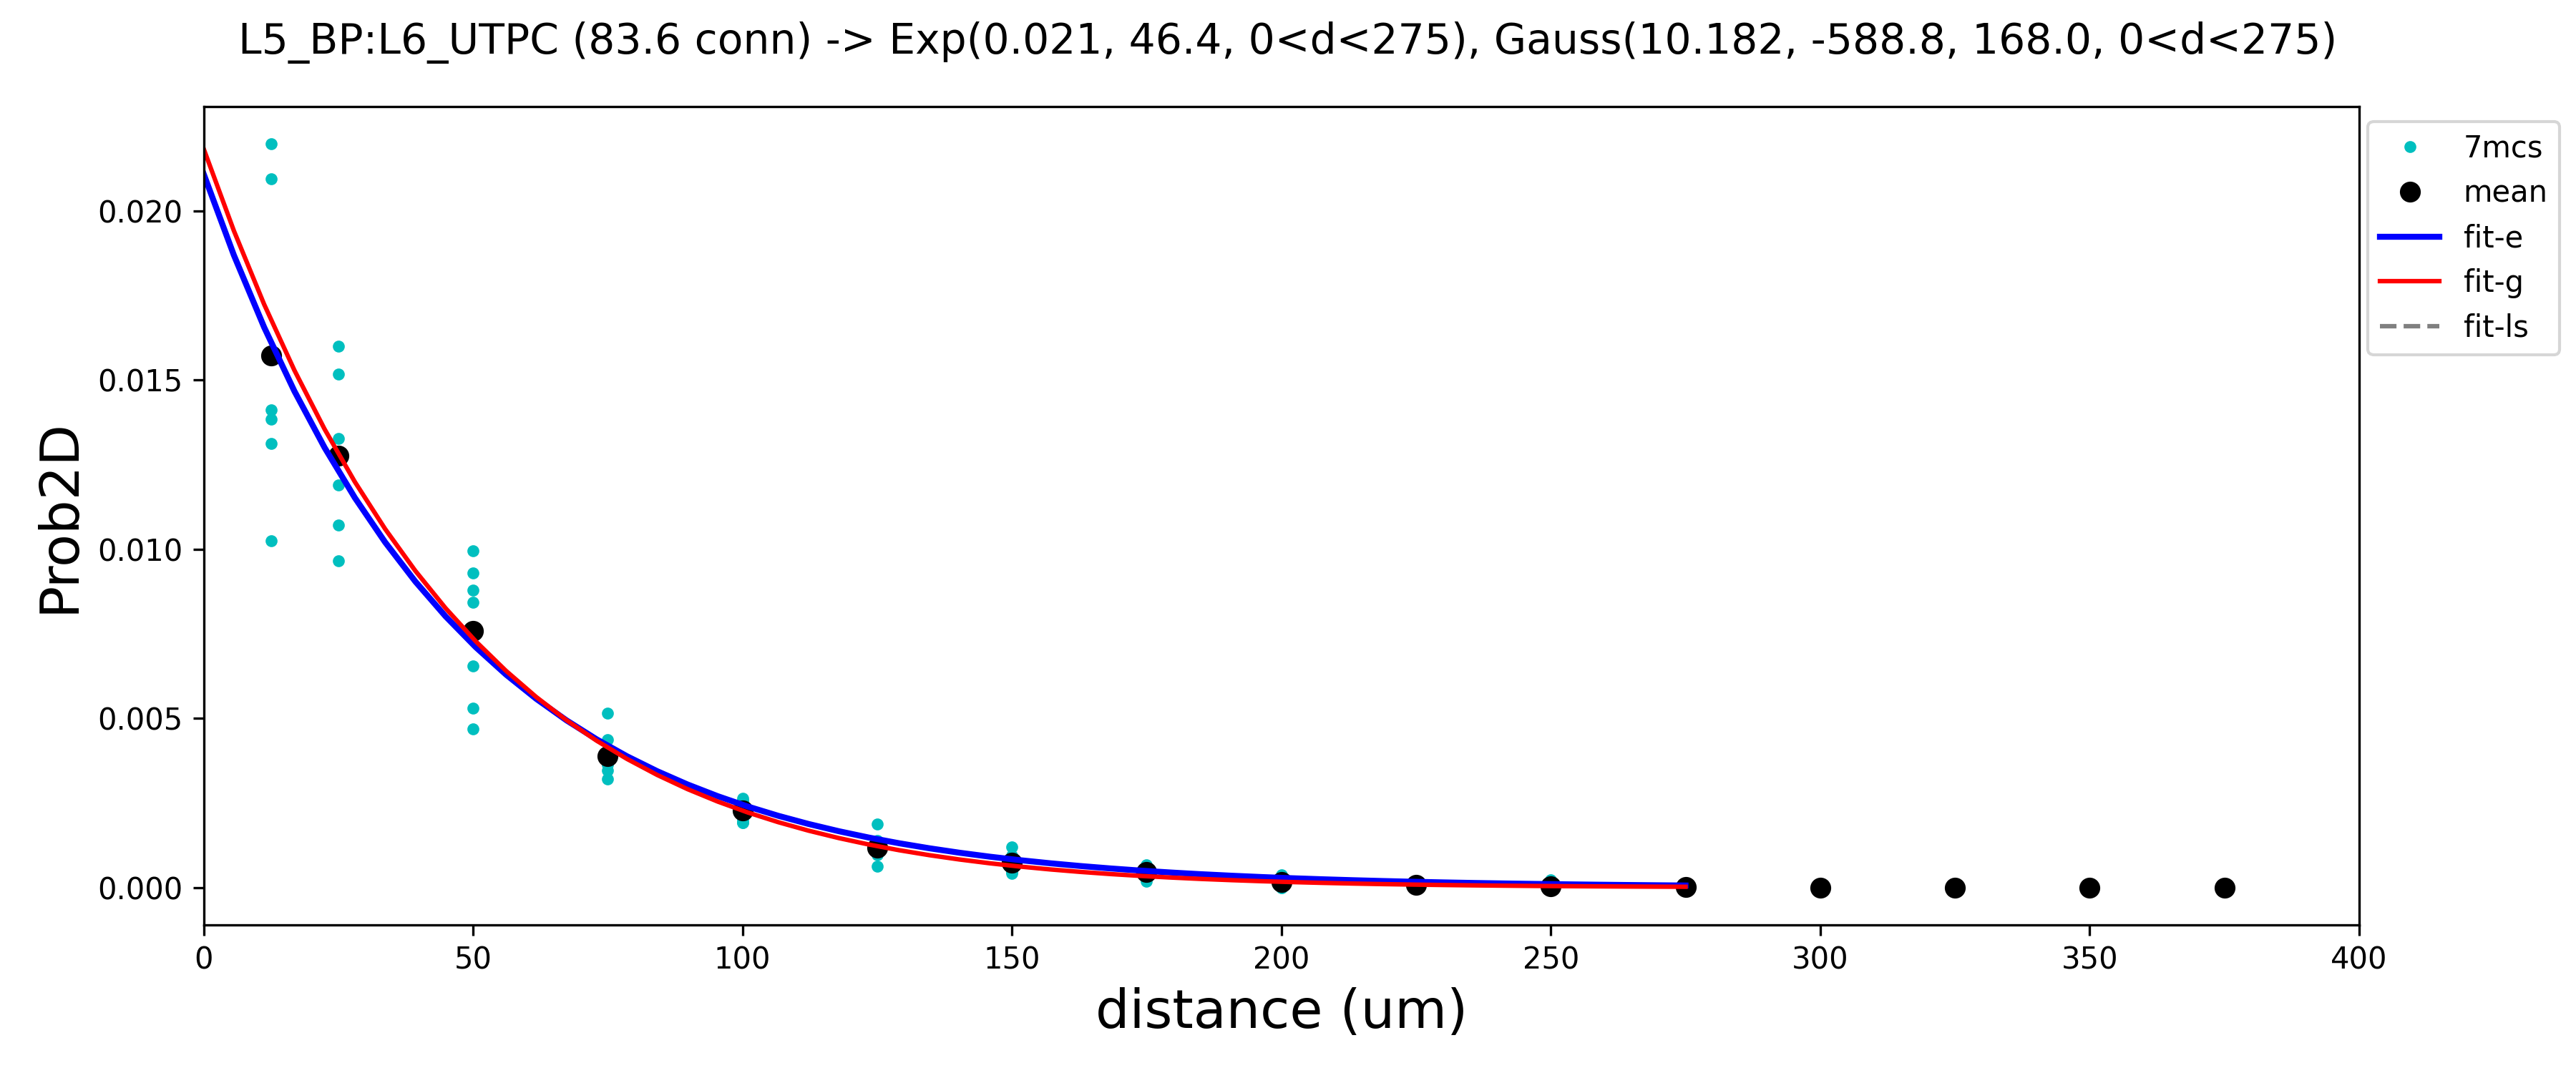 L5_BP:L6_UTPC (83.6 conn) -> Exp(0.021, 46.4, 0<d<275), Gauss(10.182, -588.8, 168.0, 0<d<275)
7mcs
mean
fit-e
fit-g
fit-ls
Prob2D
0.020
0.015
0.010
0.005
0.000
0 50 100 150 200 250 300 350 400
distance (um)